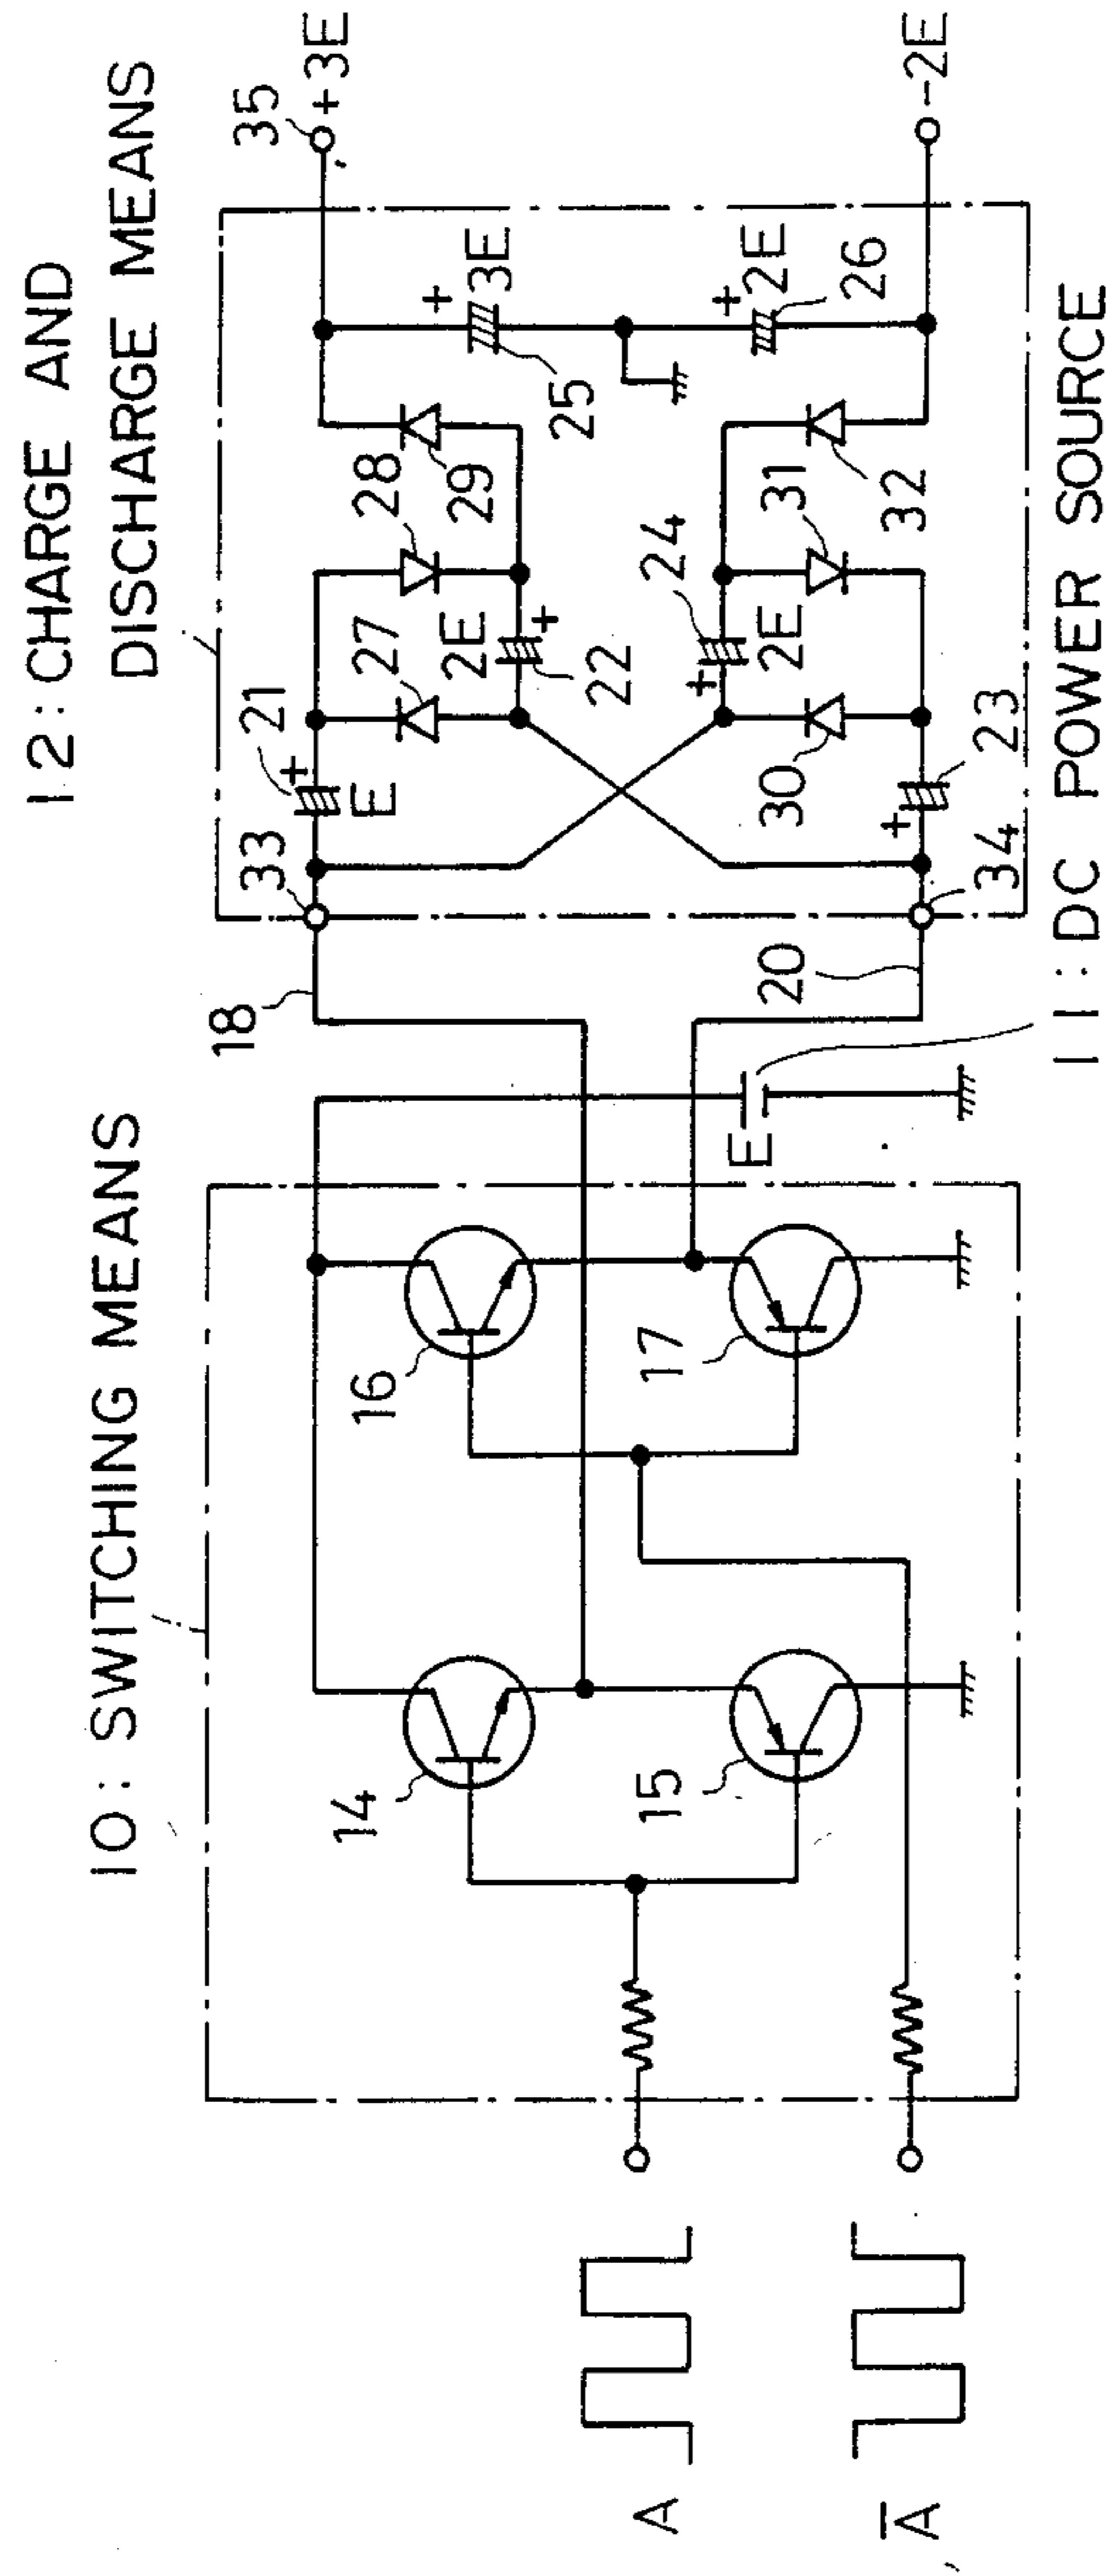 12: CHARGE AND
DISCHARGE MEANS
10: SWITCHING MEANS
11: DC POWER SOURCE
A
A̅
14
15
16
17
18
20
E
33
34
21
+
E
27
28
29
2E
+
22
24
2E
+
30
31
32
23
+
+
3E
25
+
2E
26
35
+3E
-2E